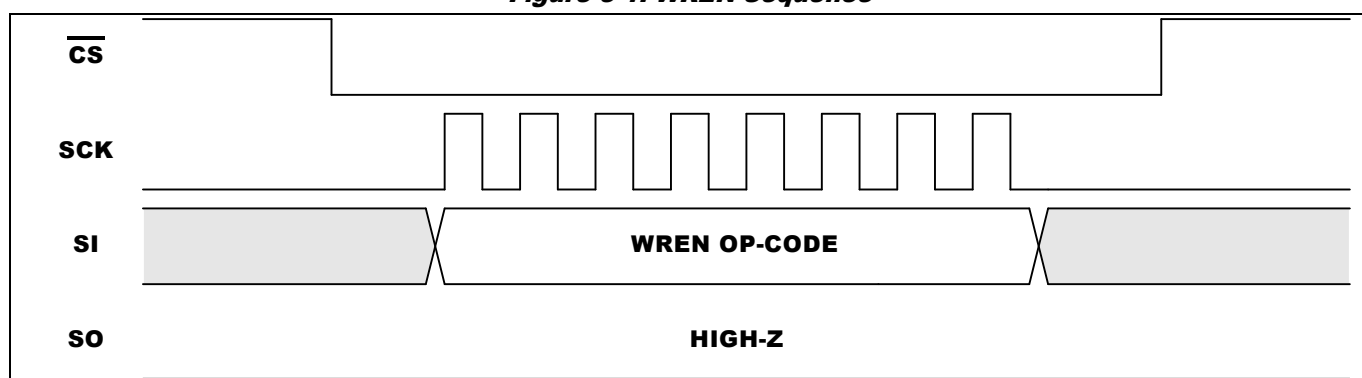 CS
SCK
SI
WREN OP-CODE
SO
HIGH-Z